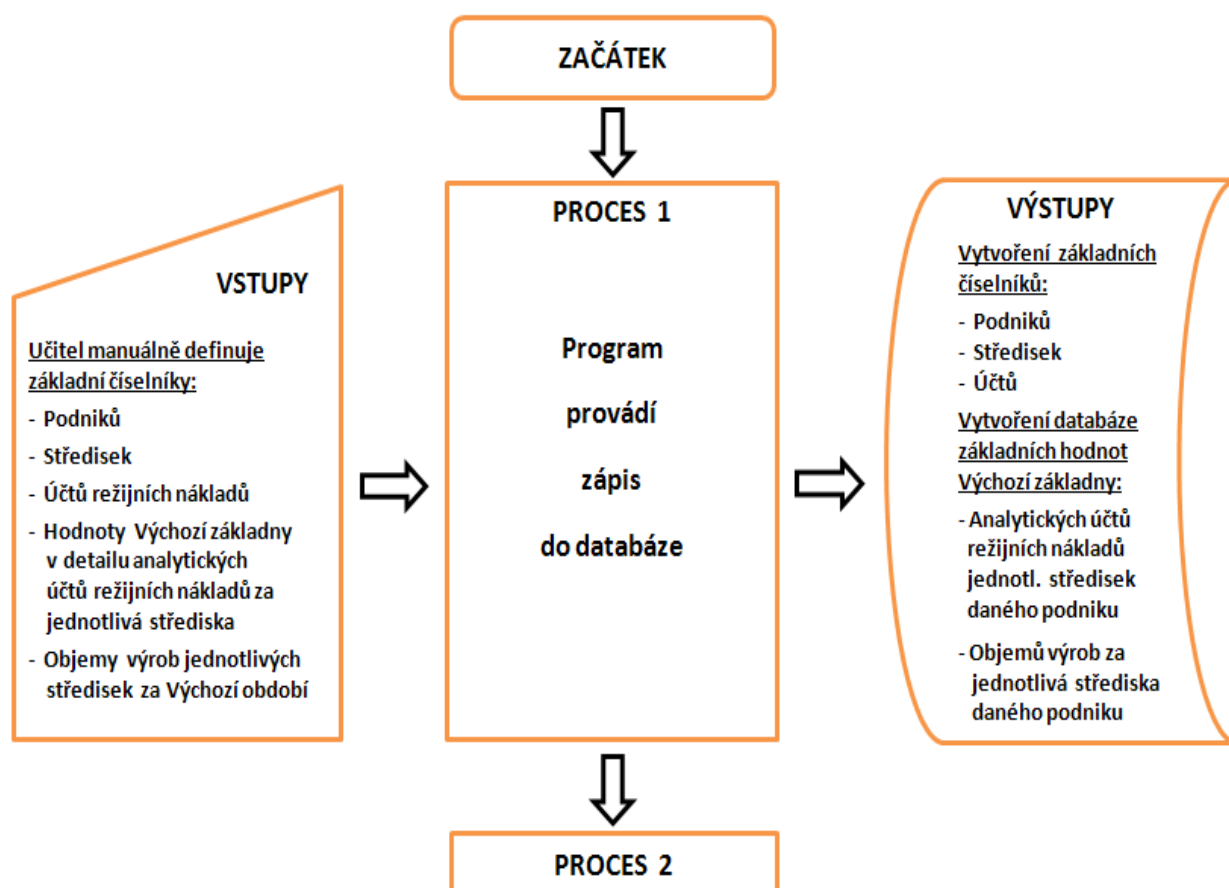 ZAČÁTEK
VSTUPY
Učitel manuálně definuje
základní číselníky:
- Podniků
- Středisek
- Účtů režijních nákladů
- Hodnoty Výchozí základny
v detailu analytických
účtů režijních nákladů za
jednotlivá střediska
- Objemy výrob jednotlivých
středisek za Výchozí období
PROCES 1
Program
provádí
zápis
do databáze
VÝSTUPY
Vytvoření základních
číselníků:
- Podniků
- Středisek
- Účtů
Vytvoření databáze
základních hodnot
Výchozí základny:
- Analytických účtů
režijních nákladů
jednotl. středisek
daného podniku
- Objemů výrob za
jednotlivá střediska
daného podniku
PROCES 2